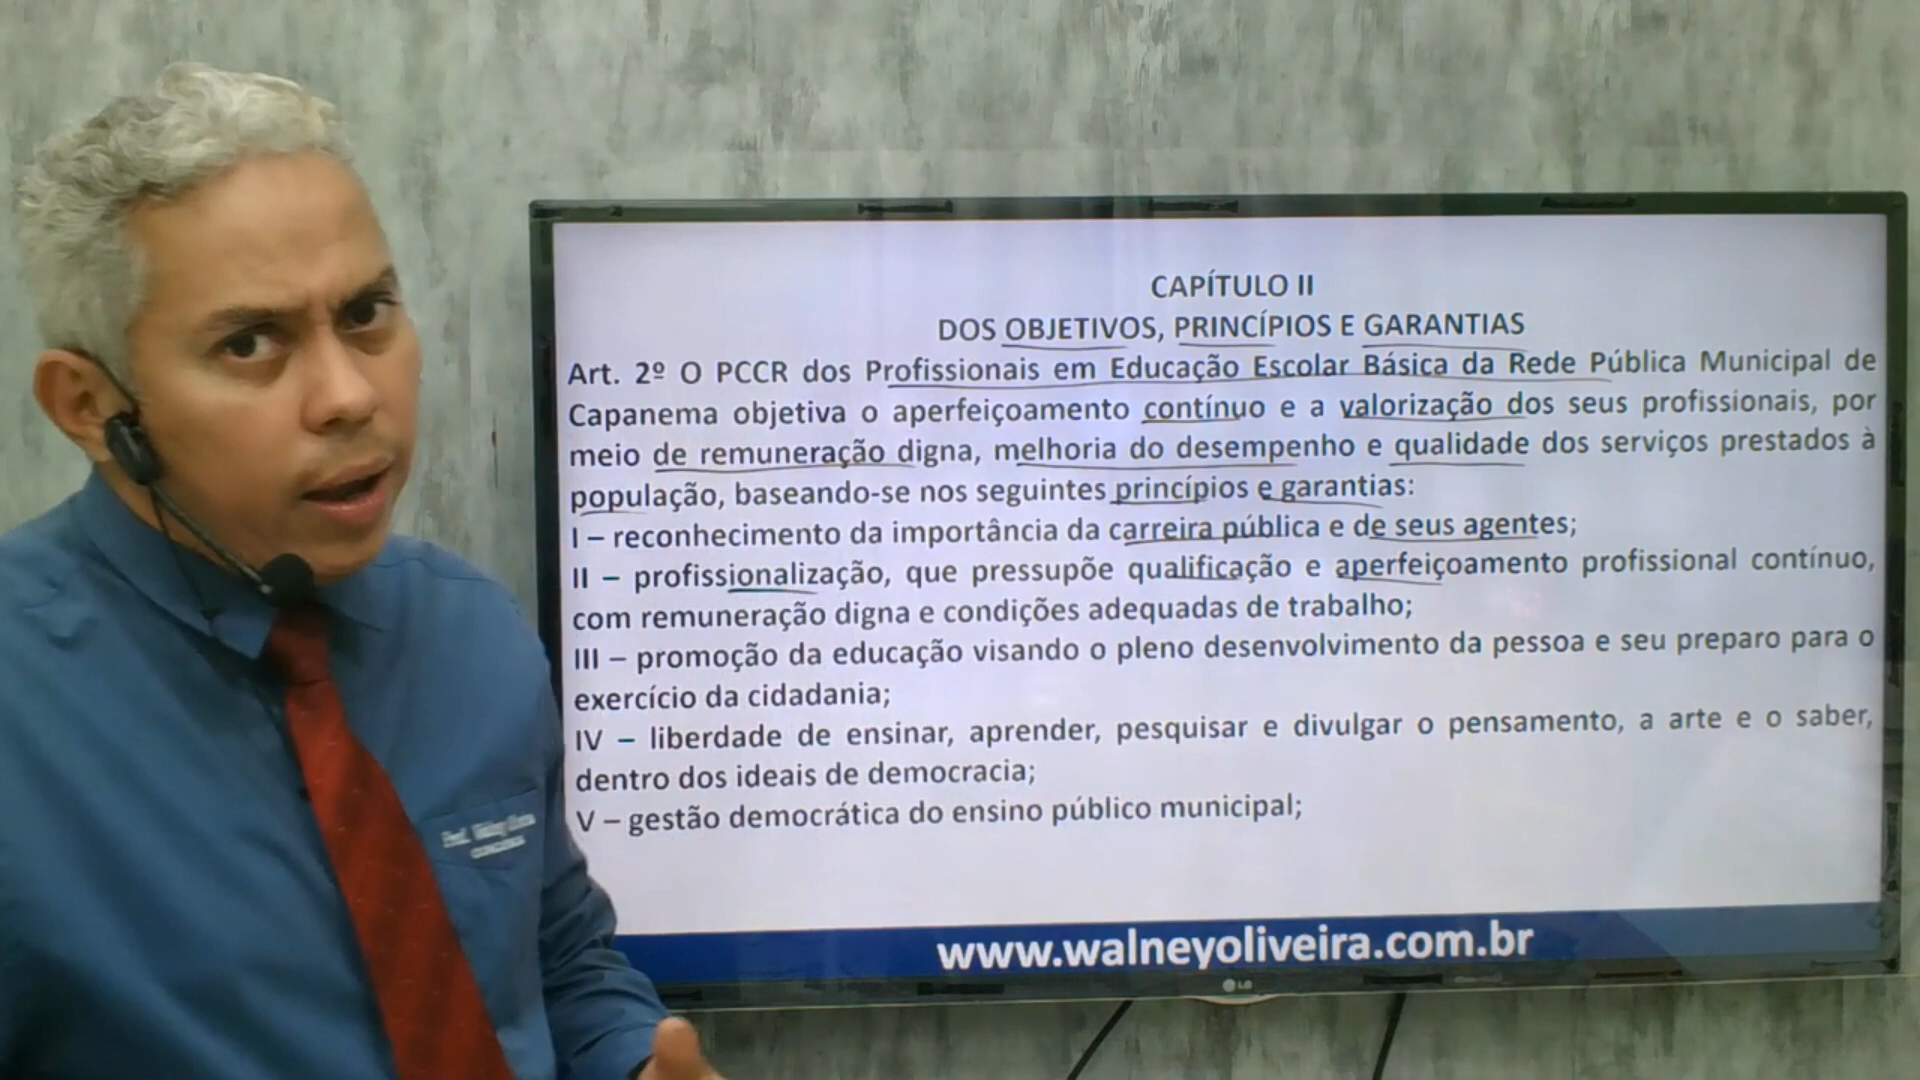 CAPÍTULO II
DOS OBJETIVOS, PRINCÍPIOS E GARANTIAS
Art. 2º O PCCR dos Profissionais em Educação Escolar Básica da Rede Pública Municipal de
Capanema objetiva o aperfeiçoamento contínuo e a valorização dos seus profissionais, por
meio de remuneração digna, melhoria do desempenho e qualidade dos serviços prestados à
população, baseando-se nos seguintes princípios e garantias:
I – reconhecimento da importância da carreira pública e de seus agentes;
II – profissionalização, que pressupõe qualificação e aperfeiçoamento profissional contínuo,
com remuneração digna e condições adequadas de trabalho;
III – promoção da educação visando o pleno desenvolvimento da pessoa e seu preparo para o
exercício da cidadania;
IV – liberdade de ensinar, aprender, pesquisar e divulgar o pensamento, a arte e o saber,
dentro dos ideais de democracia;
V – gestão democrática do ensino público municipal;
www.walneyoliveira.com.br
LG
Prof.